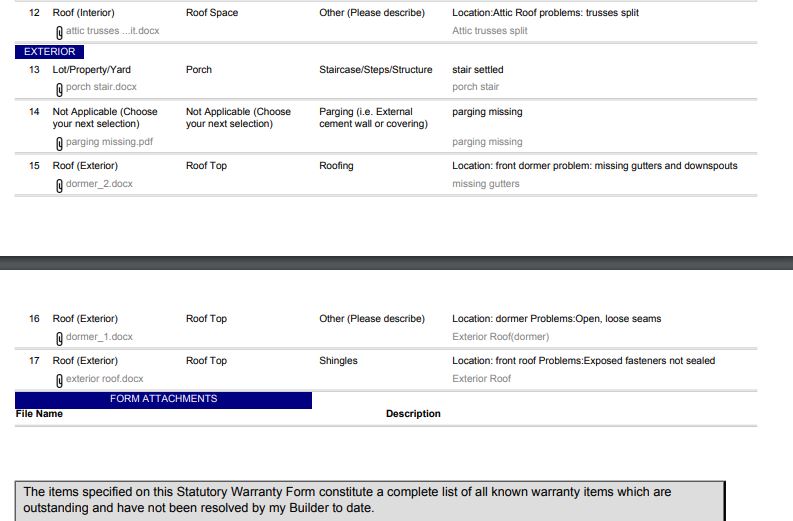 12 Roof (Interior) Roof Space Other (Please describe) Location:Attic Roof problems: trusses split
attic trusses ...it.docx Attic trusses split
EXTERIOR
13 Lot/Property/Yard Porch Staircase/Steps/Structure stair settled
porch stair.docx porch stair
14 Not Applicable (Choose Not Applicable (Choose Parging (i.e. External parging missing
your next selection) your next selection) cement wall or covering)
parging missing.pdf parging missing
15 Roof (Exterior) Roof Top Roofing Location: front dormer problem: missing gutters and downspouts
dormer_2.docx missing gutters
16 Roof (Exterior) Roof Top Other (Please describe) Location: dormer Problems:Open, loose seams
dormer_1.docx Exterior Roof(dormer)
17 Roof (Exterior) Roof Top Shingles Location: front roof Problems:Exposed fasteners not sealed
exterior roof.docx Exterior Roof
FORM ATTACHMENTS
File Name Description
The items specified on this Statutory Warranty Form constitute a complete list of all known warranty items which are
outstanding and have not been resolved by my Builder to date.